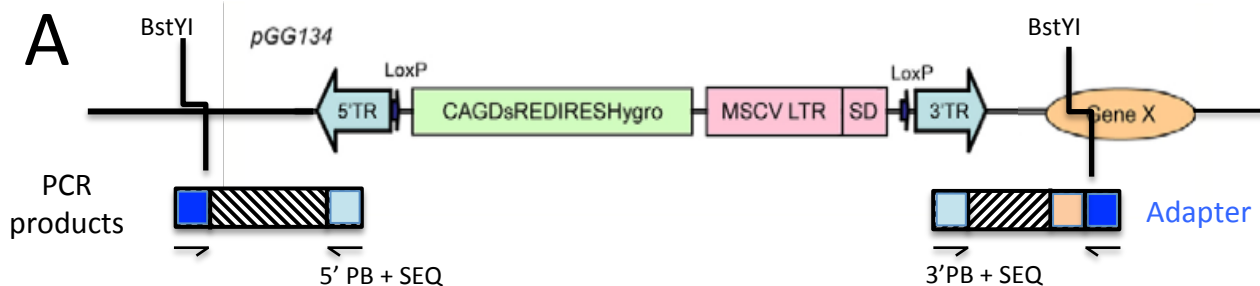 A
BstYI
pGG134
BstYI
LoxP
LoxP
5'TR
CAGDsREDIRESHygro
MSCV LTR
SD
3'TR
Gene X
PCR
products
Adapter
5' PB + SEQ
3'PB + SEQ